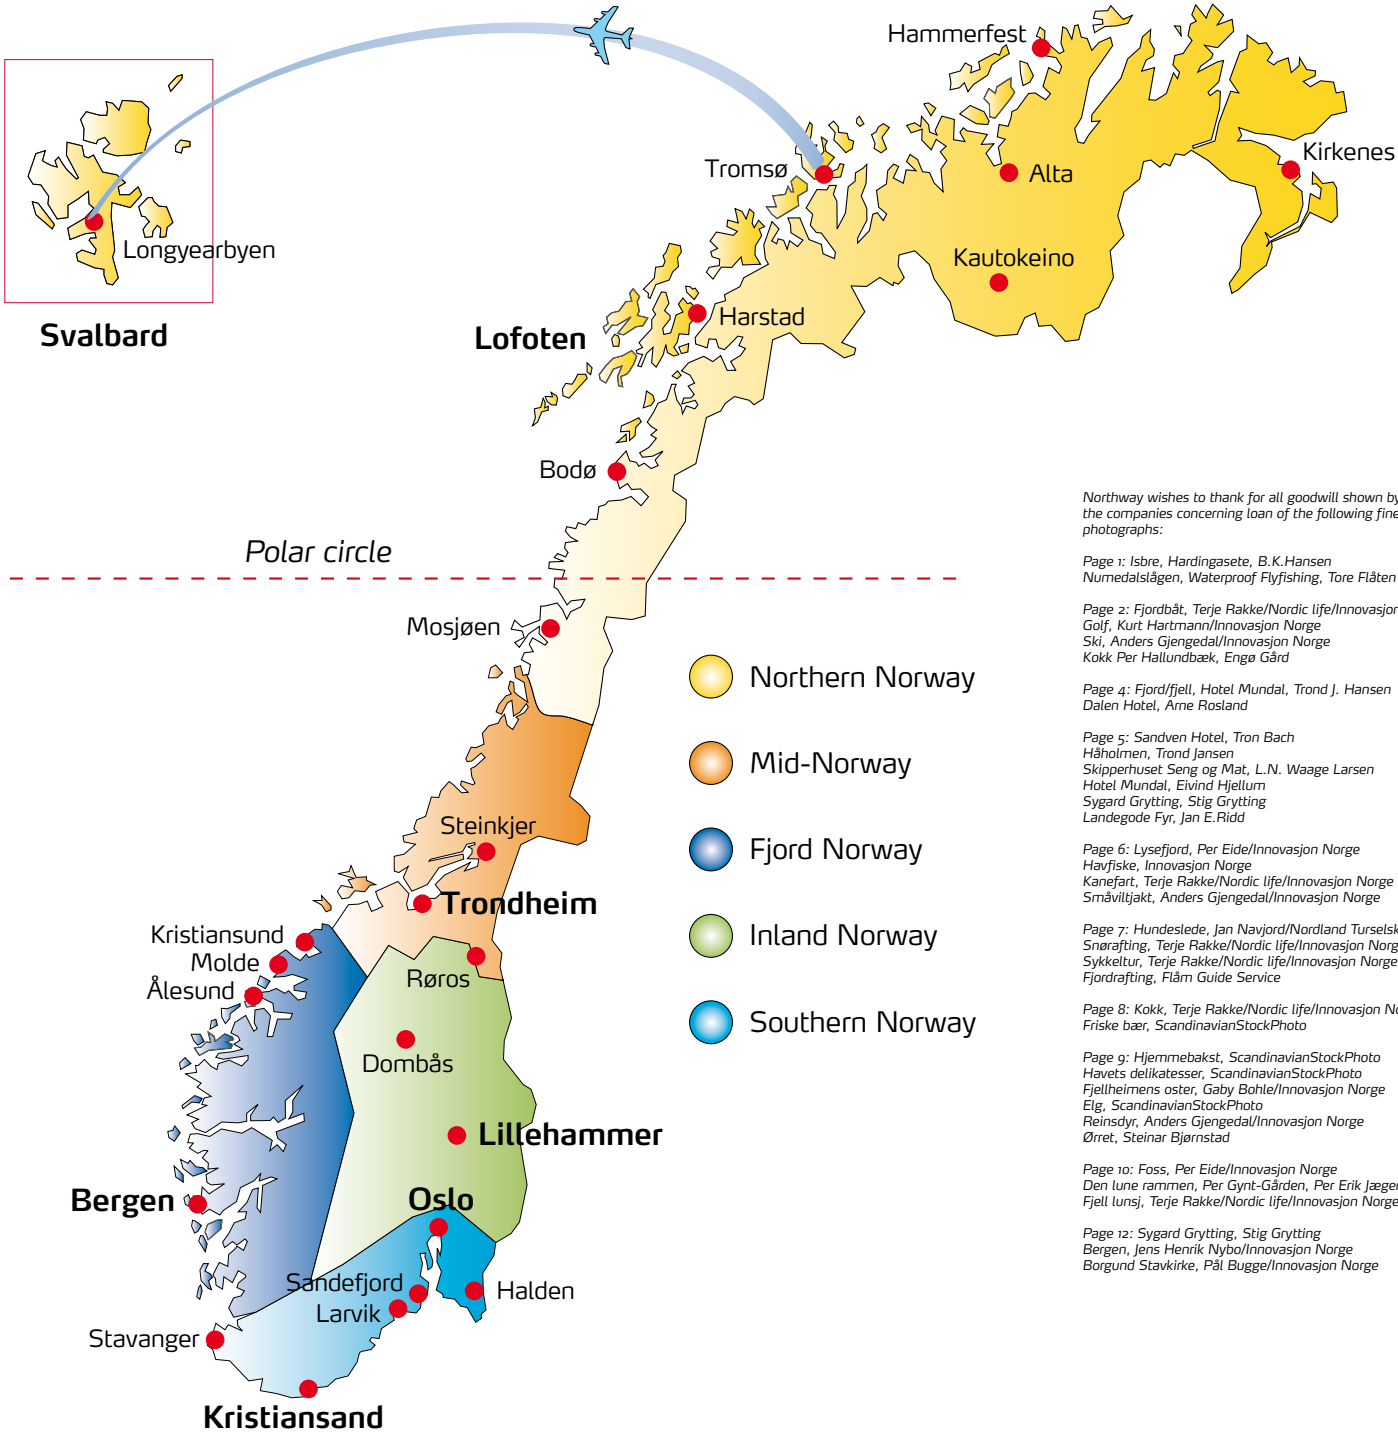 Hammerfest
Kirkenes
Tromsø
Alta
Longyearbyen
Kautokeino
Svalbard
Lofoten
Harstad
Bodø
Polar circle
Mosjøen
Northern Norway
Mid-Norway
Steinkjer
Fjord Norway
Trondheim
Kristiansund
Inland Norway
Molde
Røros
Ålesund
Southern Norway
Dombås
Lillehammer
Bergen
Oslo
Sandefjord
Halden
Larvik
Stavanger
Kristiansand
Northway wishes to thank for all goodwill shown by
the companies concerning loan of the following fine
photographs:
Page 1: Isbre, Hardingasete, B.K.Hansen
Numedalslågen, Waterproof Flyfishing, Tore Flåten
Page 2: Fjordbåt, Terje Rakke/Nordic life/Innovasjon
Golf, Kurt Hartmann/Innovasjon Norge
Ski, Anders Gjengedal/Innovasjon Norge
Kokk Per Hallundbæk, Engø Gård
Page 4: Fjord/fjell, Hotel Mundal, Trond J. Hansen
Dalen Hotel, Arne Rosland
Page 5: Sandven Hotel, Tron Bach
Håholmen, Trond Jansen
Skipperhuset Seng og Mat, L.N. Waage Larsen
Hotel Mundal, Eivind Hjellum
Sygard Grytting, Stig Grytting
Landegode Fyr, Jan E.Ridd
Page 6: Lysefjord, Per Eide/Innovasjon Norge
Havfiske, Innovasjon Norge
Kanefart, Terje Rakke/Nordic life/Innovasjon Norge
Småviltjakt, Anders Gjengedal/Innovasjon Norge
Page 7: Hundeslede, Jan Navjord/Nordland Turselsk
Snørafting, Terje Rakke/Nordic life/Innovasjon Norg
Sykkeltur, Terje Rakke/Nordic life/Innovasjon Norge
Fjordrafting, Flåm Guide Service
Page 8: Kokk, Terje Rakke/Nordic life/Innovasjon No
Friske bær, ScandinavianStockPhoto
Page 9: Hjemmebakst, ScandinavianStockPhoto
Havets delikatesser, ScandinavianStockPhoto
Fjellheimens oster, Gaby Bohle/Innovasjon Norge
Elg, ScandinavianStockPhoto
Reinsdyr, Anders Gjengedal/Innovasjon Norge
Ørret, Steinar Bjørnstad
Page 10: Foss, Per Eide/Innovasjon Norge
Den lune rammen, Per Gynt-Gården, Per Erik Jæger
Fjell lunsj, Terje Rakke/Nordic life/Innovasjon Norge
Page 12: Sygard Grytting, Stig Grytting
Bergen, Jens Henrik Nybo/Innovasjon Norge
Borgund Stavkirke, Pål Bugge/Innovasjon Norge